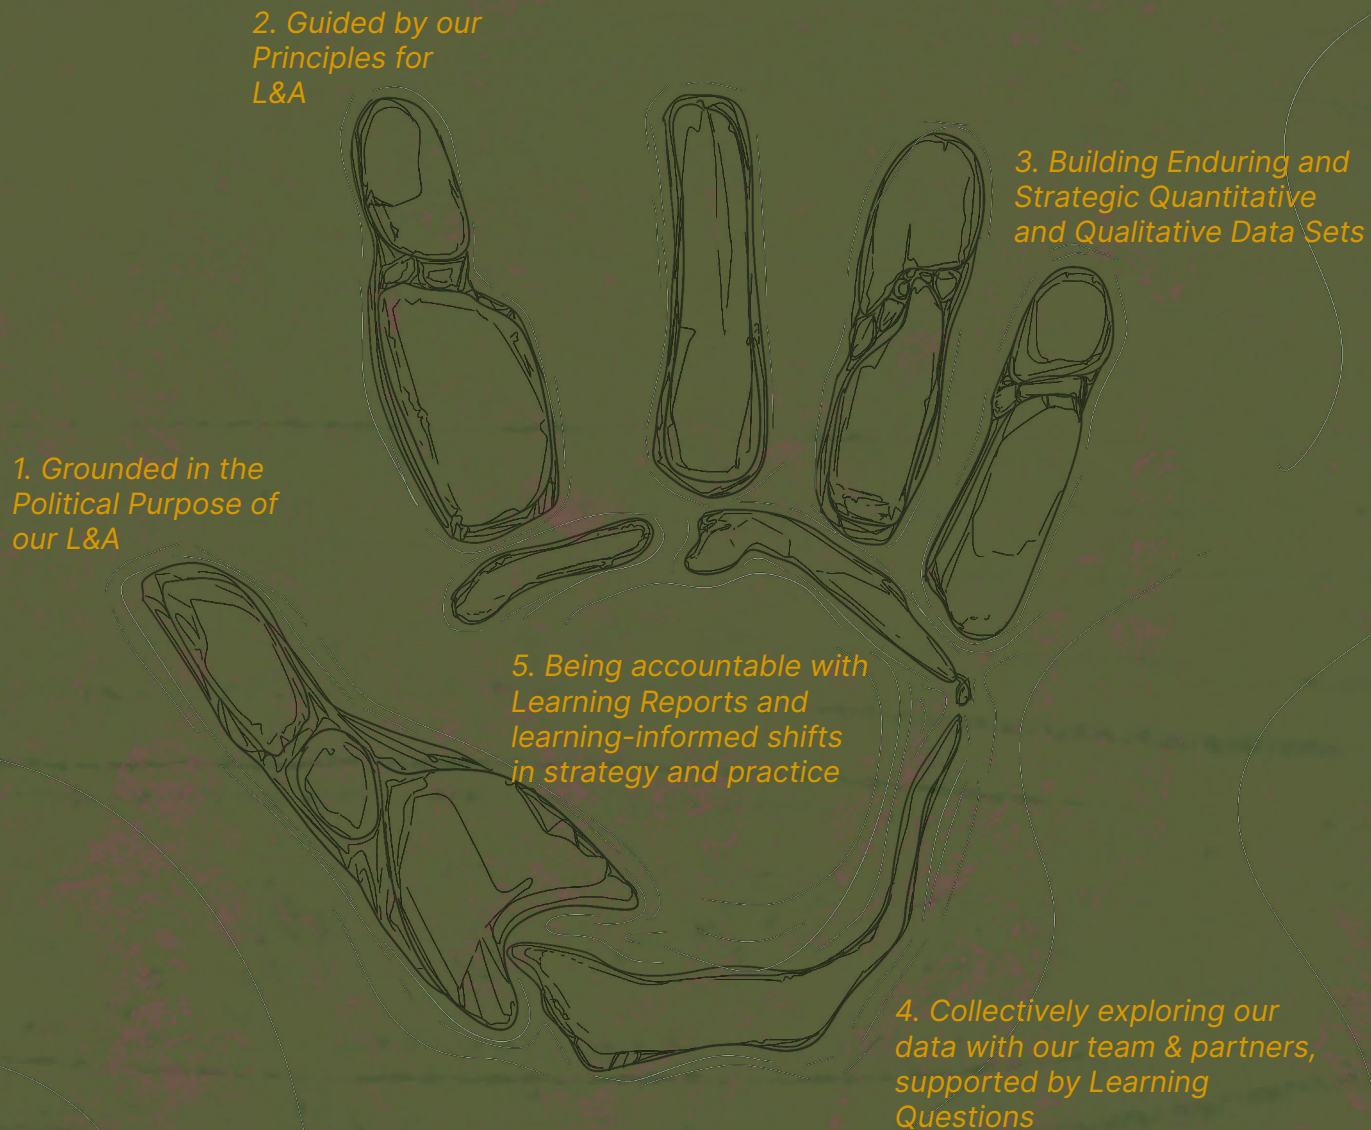 2. Guided by our
Principles for
L&A
3. Building Enduring and
Strategic Quantitative
and Qualitative Data Sets
1. Grounded in the
Political Purpose of
our L&A
5. Being accountable with
Learning Reports and
learning-informed shifts
in strategy and practice
4. Collectively exploring our
data with our team & partners,
supported by Learning
Questions